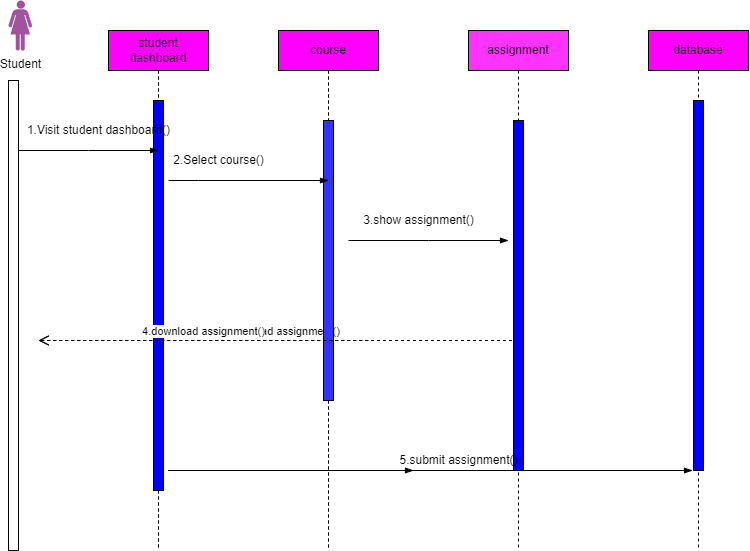 Student
student
dashboard
course
assignment
database
1.Visit student dashboard()
2.Select course()
3.show assignment()
4.download assignment()
assignment()
5.submit assignment()